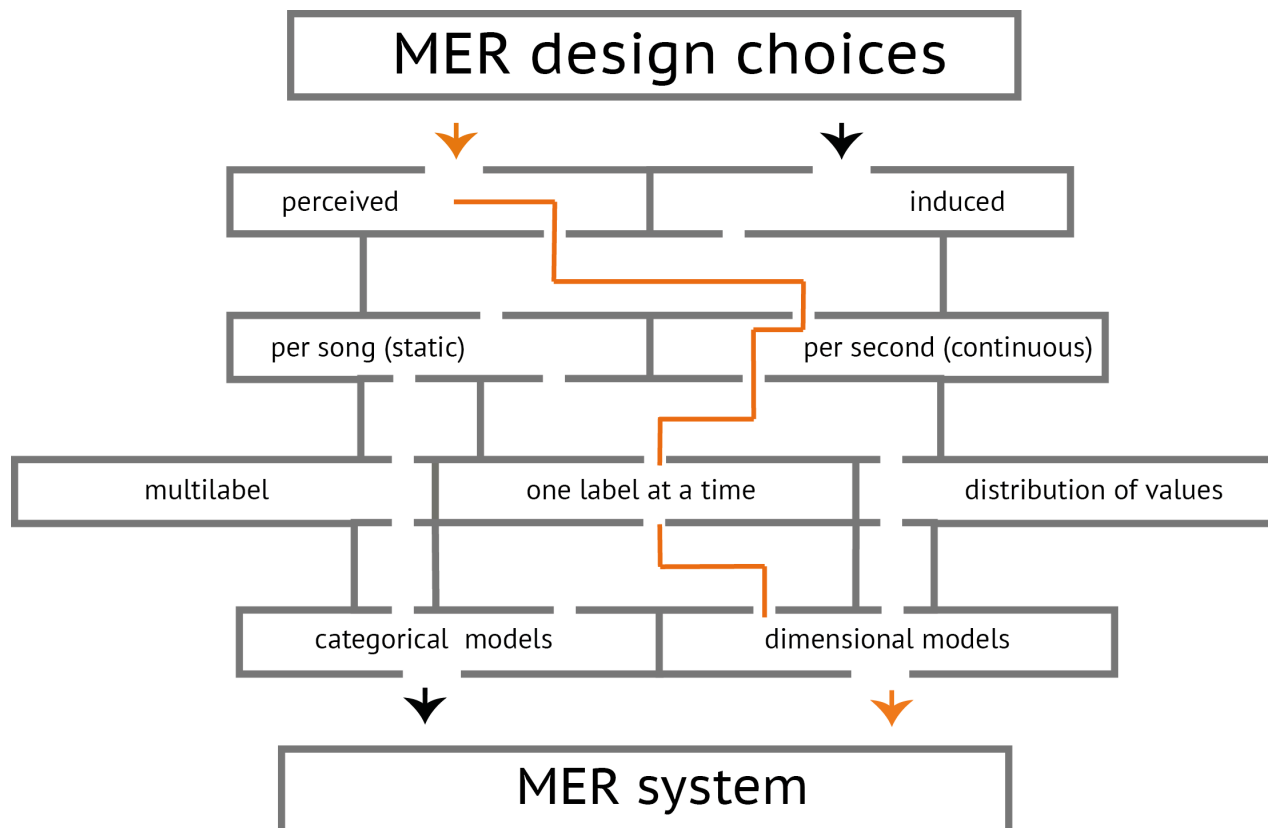 MER design choices
perceived
induced
per song (static)
per second (continuous)
multilabel
one label at a time
distribution of values
categorical models
dimensional models
MER system